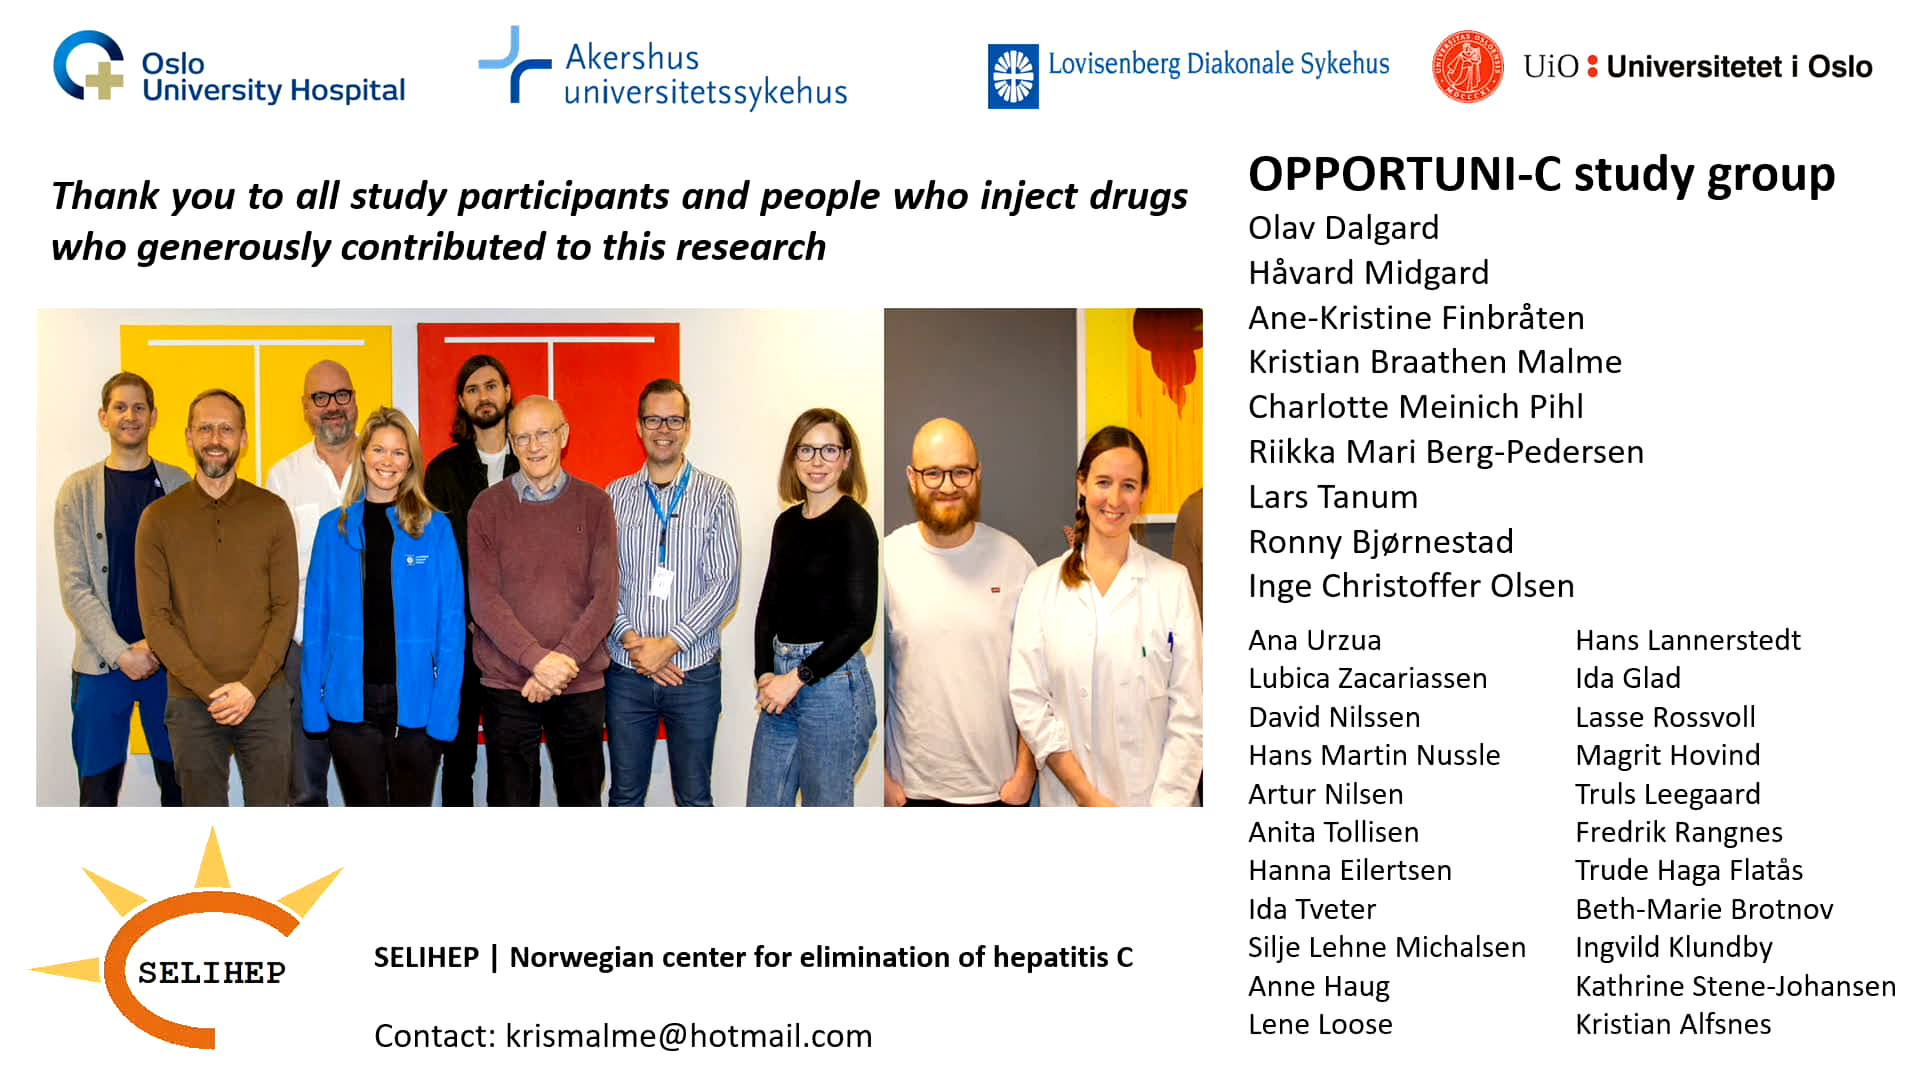 Oslo
University Hospital
Akershus
universitetssykehus
Lovisenberg Diakonale Sykehus
UiO : Universitetet i Oslo
Thank you to all study participants and people who inject drugs
who generously contributed to this research
OPPORTUNI-C study group
Olav Dalgard
Håvard Midgard
Ane-Kristine Finbråten
Kristian Braathen Malme
Charlotte Meinich Pihl
Riikka Mari Berg-Pedersen
Lars Tanum
Ronny Bjørnestad
Inge Christoffer Olsen
Ana Urzua
Lubica Zacariassen
David Nilssen
Hans Martin Nussle
Artur Nilsen
Anita Tollisen
Hanna Eilertsen
Ida Tveter
Silje Lehne Michalsen
Anne Haug
Lene Loose
Hans Lannerstedt
Ida Glad
Lasse Rossvoll
Magrit Hovind
Truls Leegaard
Fredrik Rangnes
Trude Haga Flatås
Beth-Marie Brotnov
Ingvild Klundby
Kathrine Stene-Johansen
Kristian Alfsnes
SELIHEP
SELIHEP | Norwegian center for elimination of hepatitis C
Contact: krismalme@hotmail.com